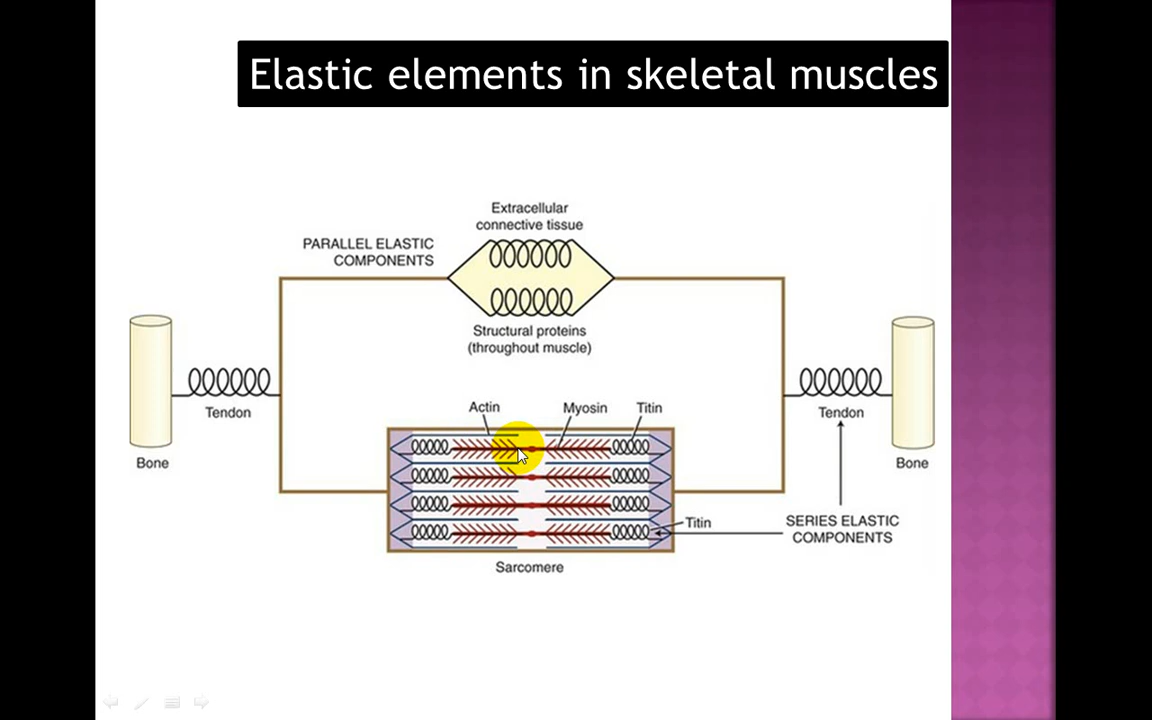 Elastic elements in skeletal muscles
Extracellular
connective tissue
PARALLEL ELASTIC
COMPONENTS
Structural proteins
(throughout muscle)
Tendon
Tendon
Bone
Bone
Actin
Myosin
Titin
Titin
SERIES ELASTIC
COMPONENTS
Sarcomere